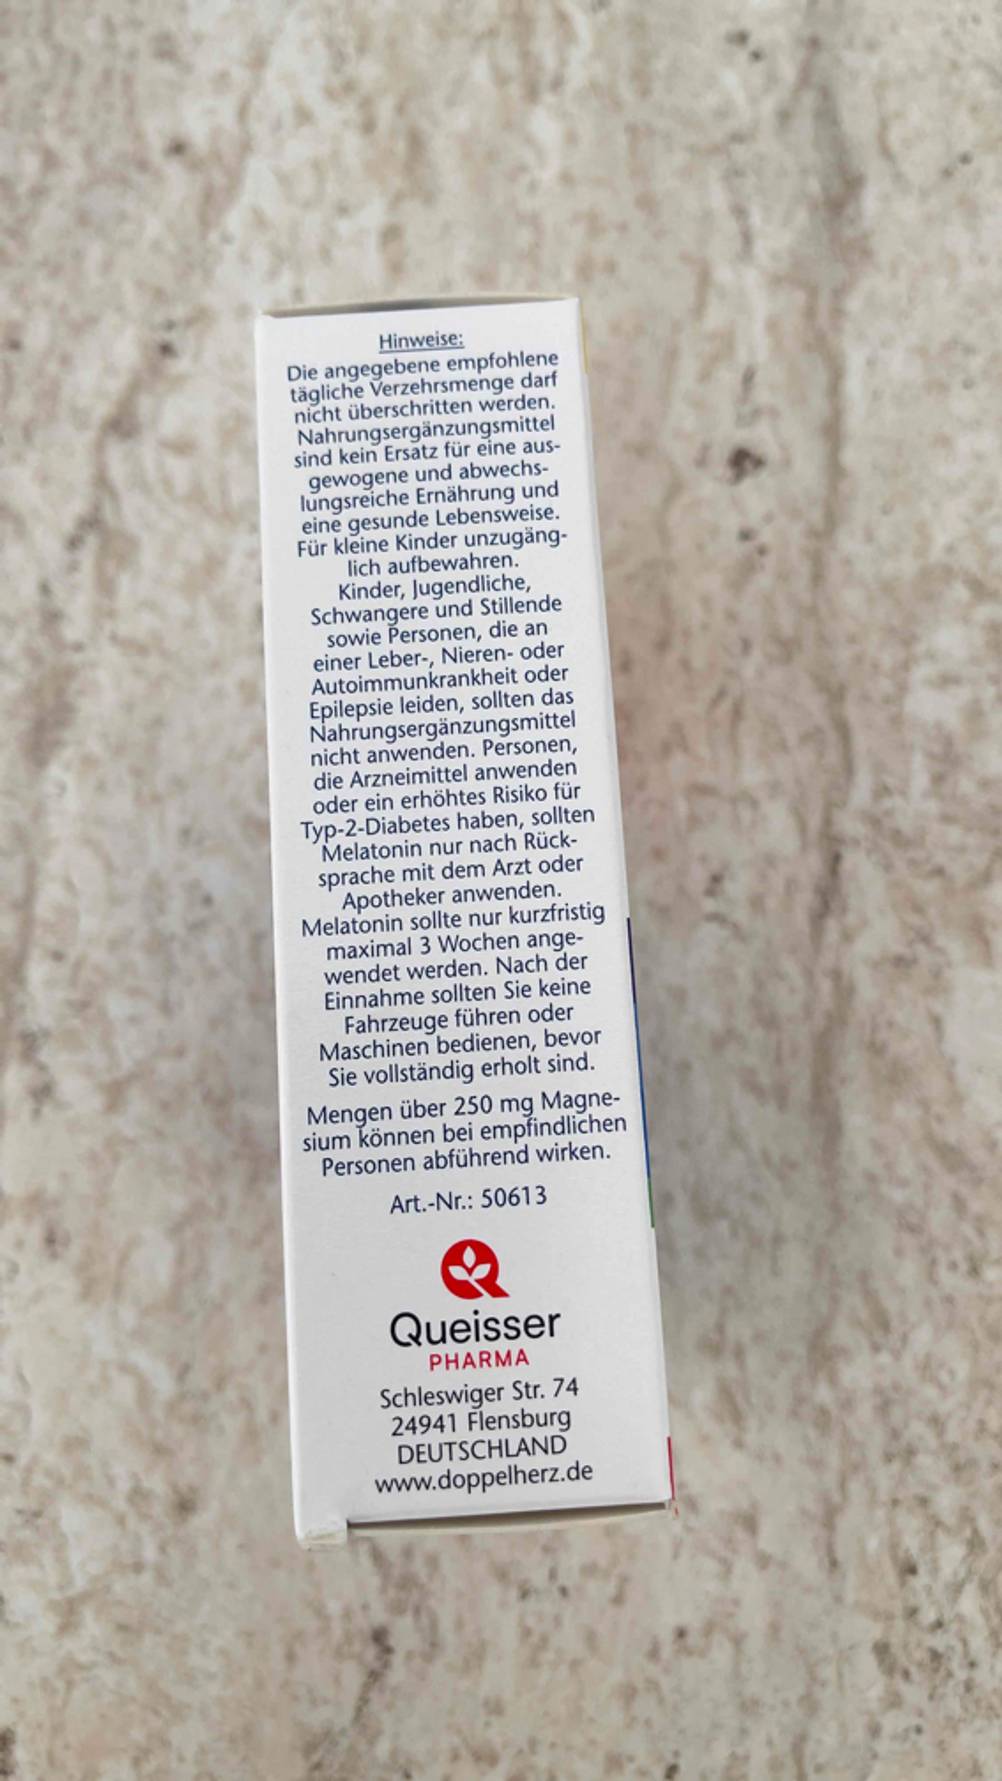 Hinweise:
Die angegebene empfohlene
tägliche Verzehrsmenge darf
nicht überschritten werden.
Nahrungsergänzungsmittel
sind kein Ersatz für eine aus-
gewogene und abwechs-
lungsreiche Ernährung und
eine gesunde Lebensweise.
Für kleine Kinder unzugäng-
lich aufbewahren.
Kinder, Jugendliche,
Schwangere und Stillende
sowie Personen, die an
einer Leber-, Nieren- oder
Autoimmunkrankheit oder
Epilepsie leiden, sollten das
Nahrungsergänzungsmittel
nicht anwenden. Personen,
die Arzneimittel anwenden
oder ein erhöhtes Risiko für
Typ-2-Diabetes haben, sollten
Melatonin nur nach Rück-
sprache mit dem Arzt oder
Apotheker anwenden.
Melatonin sollte nur kurzfristig
maximal 3 Wochen ange-
wendet werden. Nach der
Einnahme sollten Sie keine
Fahrzeuge führen oder
Maschinen bedienen, bevor
Sie vollständig erholt sind.
Mengen über 250 mg Magne-
sium können bei empfindlichen
Personen abführend wirken.
Art.-Nr.: 50613
Queisser
PHARMA
Schleswiger Str. 74
24941 Flensburg
DEUTSCHLAND
www.doppelherz.de